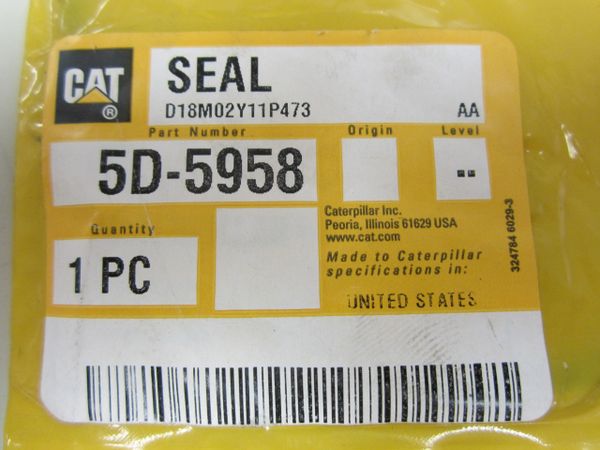 CAT
®
SEAL
D18M02Y11P473 AA
Part Number Origin Level
5D-5958 --
Quantity
1 PC
Caterpillar Inc.
Peoria, Illinois 61629 USA
www.cat.com
Made to Caterpillar
specifications in:
UNITED STATES
324784 6029-3